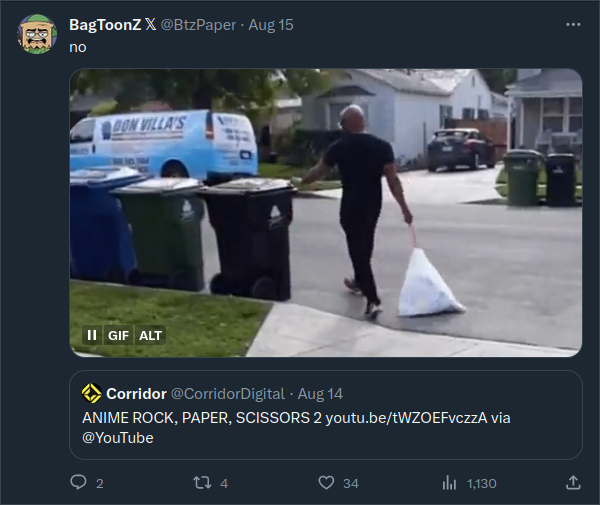 BagToonZ 𝕏 @BtzPaper · Aug 15
no
DON VILLA'S
GIF ALT
Corridor @CorridorDigital · Aug 14
ANIME ROCK, PAPER, SCISSORS 2 youtu.be/tWZOEFvczzA via
@YouTube
2 4 34 1,130